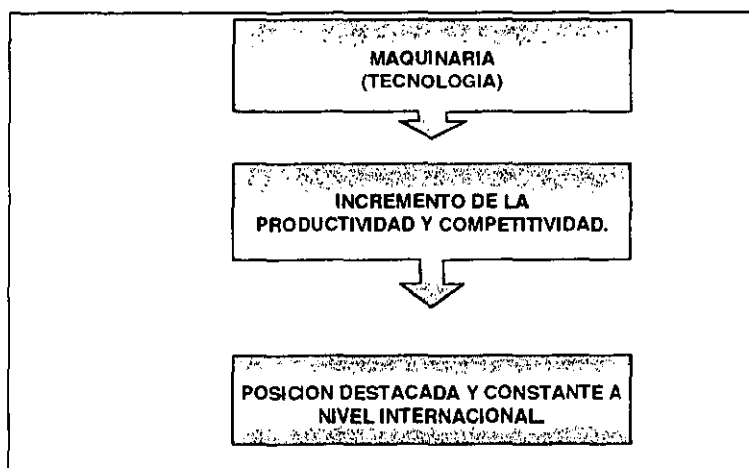 MAQUINARIA
(TECNOLOGIA)
INCREMENTO DE LA
PRODUCTIVIDAD Y COMPETITIVIDAD.
POSICION DESTACADA Y CONSTANTE A
NIVEL INTERNACIONAL.